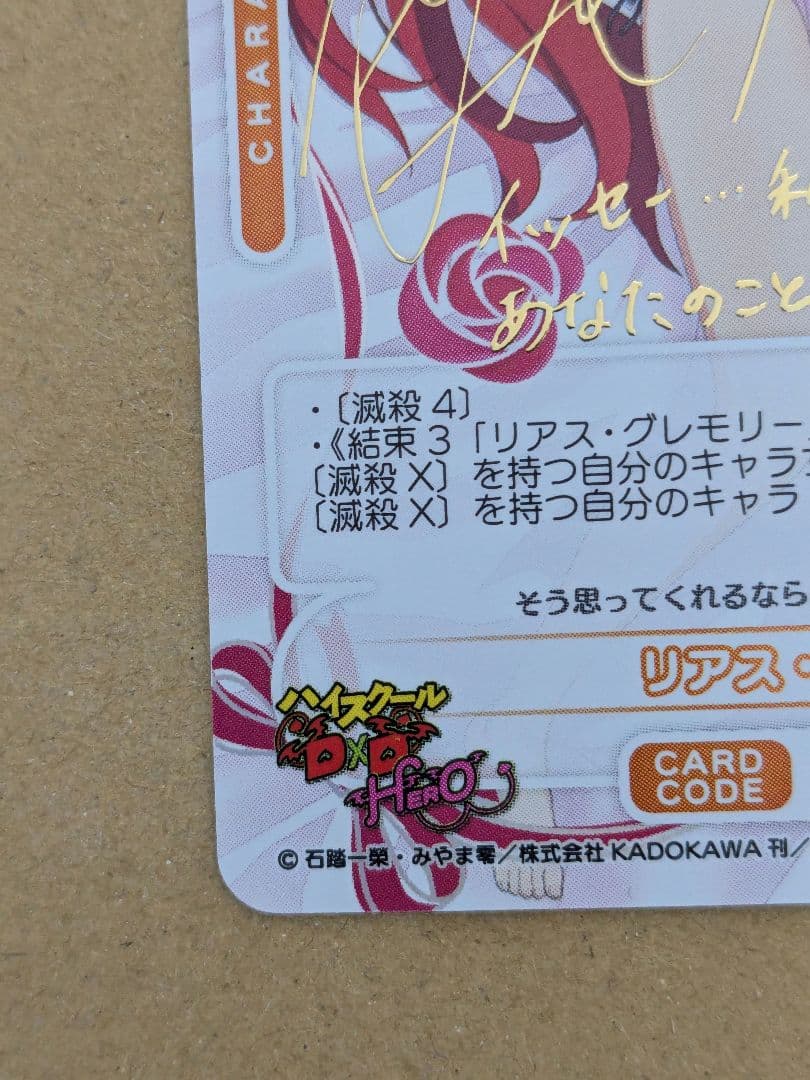 CHARA
イッセー…私
あなたのこと
・〔滅殺 4〕
・《結束 3「リアス・グレモリー
〔滅殺 X〕を持つ自分のキャラ
〔滅殺 X〕を持つ自分のキャラ
そう思ってくれるなら
リアス・
ハイスクール
D×D
HERO
CARD
CODE
© 石踏一榮・みやま零／株式会社 KADOKAWA 刊／